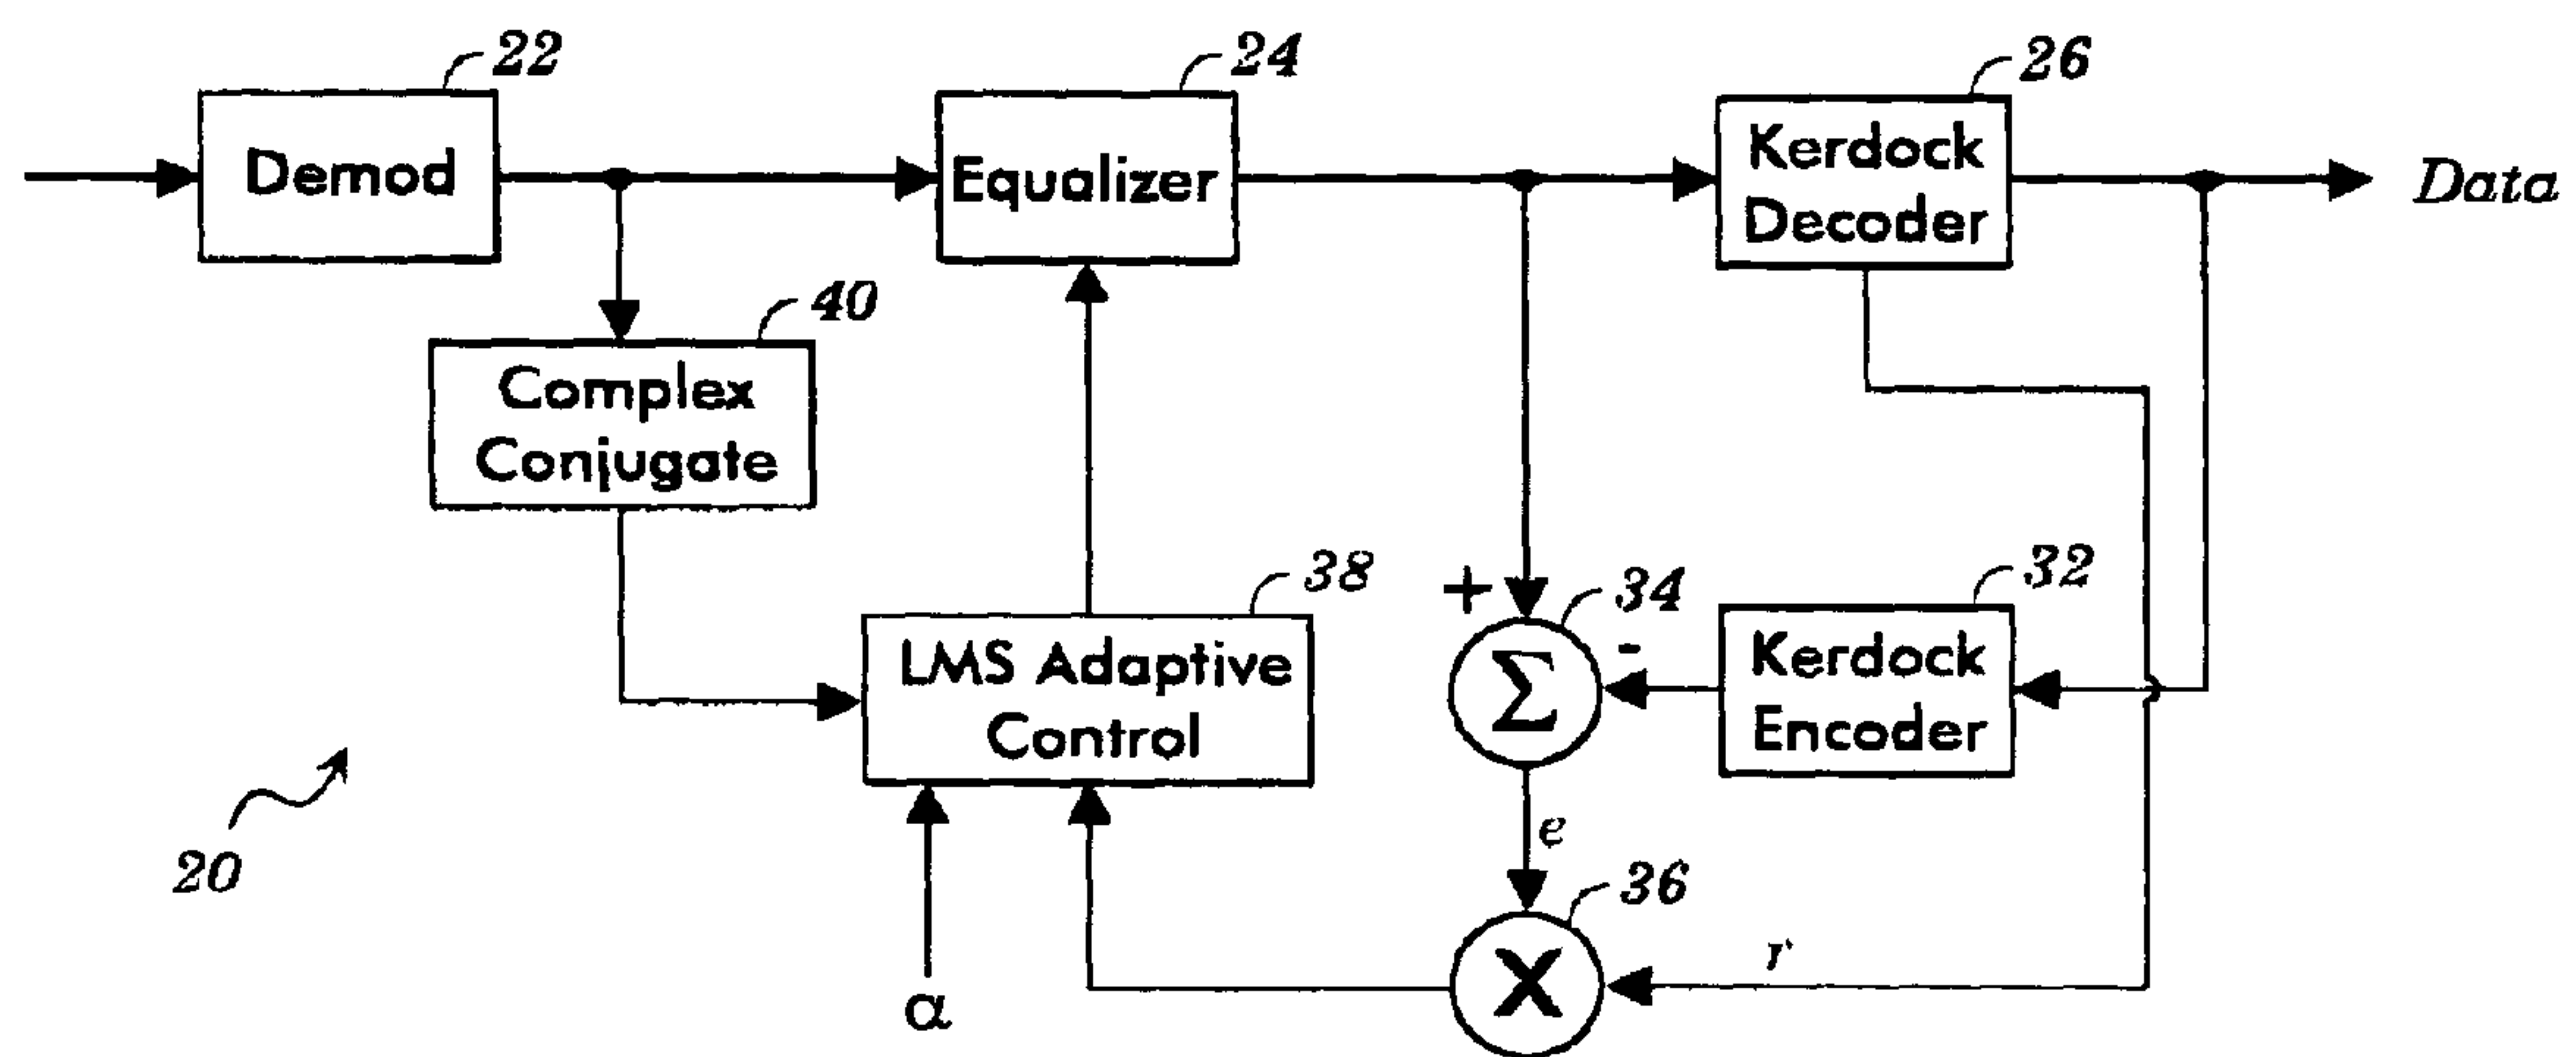 22
24
26
Demod
Equalizer
Kerdock
Decoder
Data
40
Complex
Conjugate
38
34
32
+
-
LMS Adaptive
Control
Σ
Kerdock
Encoder
20
e
36
α
X
r